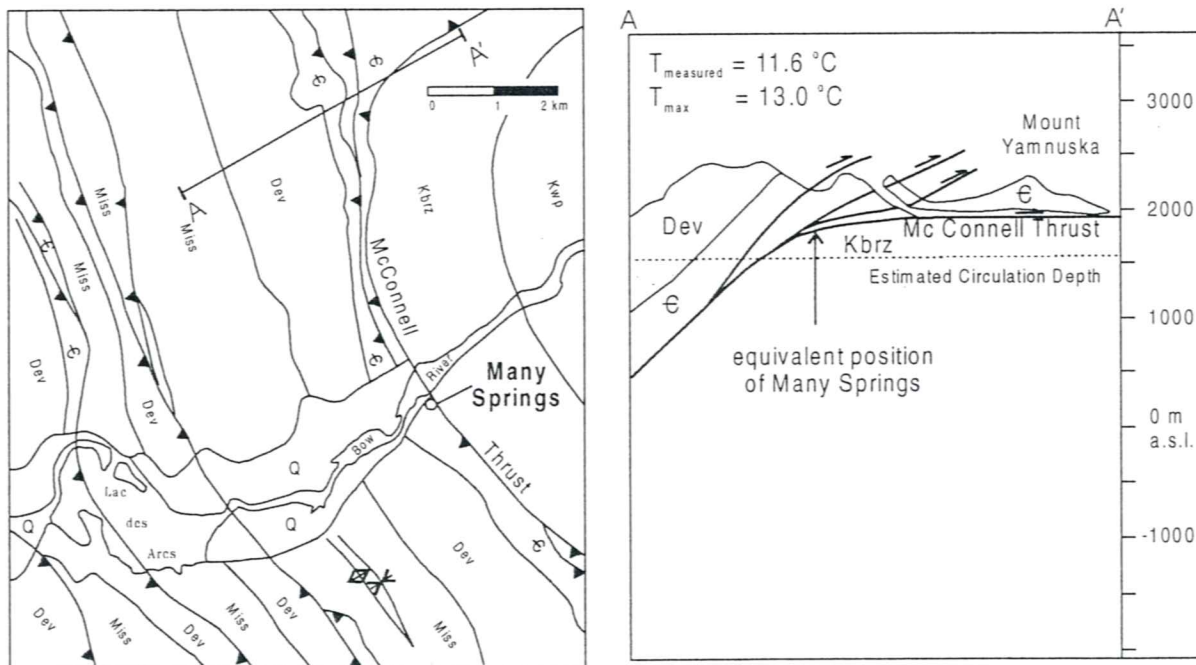 Є
A'
0 1 2 km
Miss
Dev
Miss
A
Kbrz
Kwp
Є
Miss
McConnell
Є
Є
River
Many
Springs
Dev
Dev
Bow
Thrust
Q
Lac
des
Arcs
Q
Q
Є
Dev
Dev
Miss
Dev
Miss
Dev
Miss
A
A'
T measured = 11.6 °C
T max = 13.0 °C
3000
Mount
Yamnuska
Є
2000
Dev
Mc Connell Thrust
Kbrz
Estimated Circulation Depth
Є
1000
equivalent position
of Many Springs
0 m
a.s.l.
-1000